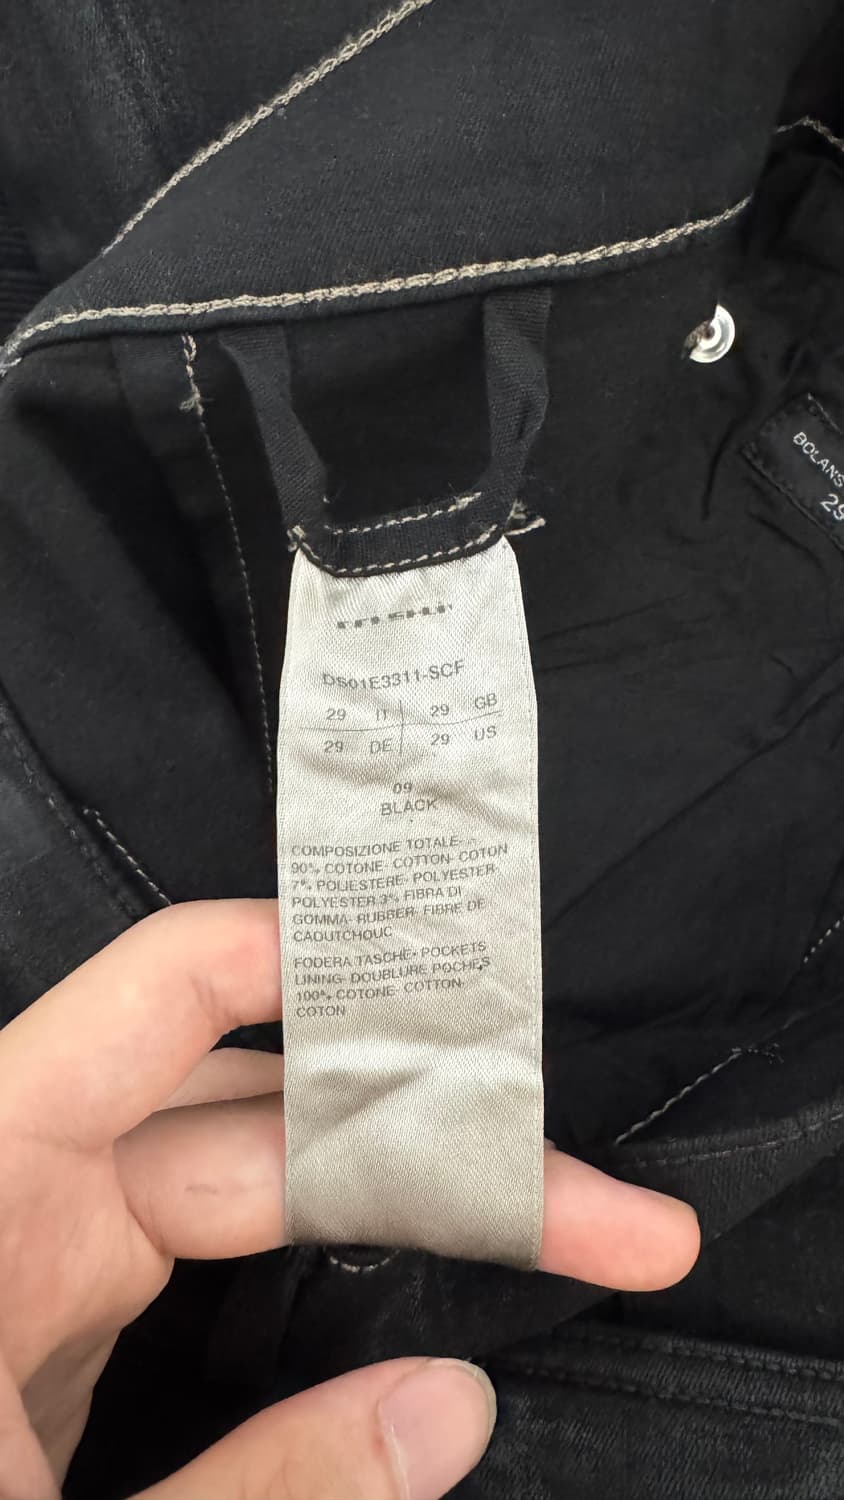 DS01E3311-SCF
29 IT 29 GB
29 DE 29 US
09
BLACK
COMPOSIZIONE TOTALE- -
90% COTONE- COTTON- COTON
7% POLIESTERE- POLYESTER-
POLYESTER 3% FIBRA DI
GOMMA- RUBBER- FIBRE DE
CAOUTCHOUC
FODERA TASCHE- POCKETS
LINING- DOUBLURE POCHES
100% COTONE- COTTON-
COTON
BOLANS
29